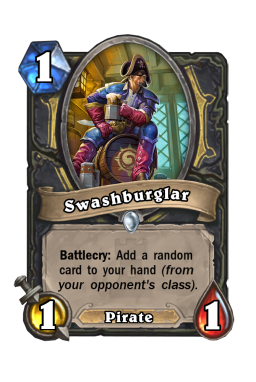 1
Swashburglar
Battlecry: Add a random
card to your hand (from
your opponent's class).
1
Pirate
1